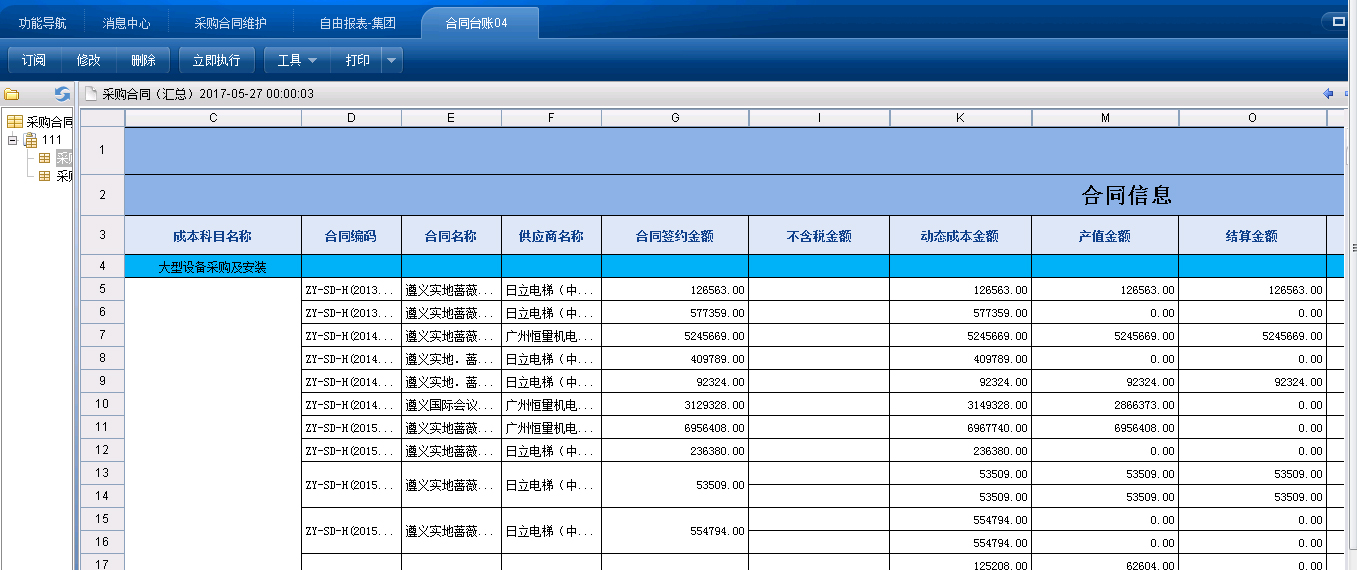 功能导航 消息中心 采购合同维护 自由报表-集团 合同台账04
订阅 修改 删除 立即执行 工具 打印
采购合同（汇总）2017-05-27 00:00:03
采购合同
111
采购
采购
C D E F G I K M O
1
2 合同信息
3 成本科目名称 合同编码 合同名称 供应商名称 合同签约金额 不含税金额 动态成本金额 产值金额 结算金额
4 大型设备采购及安装
5 ZY-SD-H(2013... 遵义实地蔷薇... 日立电梯（中... 126563.00 126563.00 126563.00 126563.00
6 ZY-SD-H(2013... 遵义实地蔷薇... 日立电梯（中... 577359.00 577359.00 0.00 0.00
7 ZY-SD-H(2014... 遵义实地蔷薇... 广州恒量机电... 5245669.00 5245669.00 5245669.00 5245669.00
8 ZY-SD-H(2014... 遵义实地．蔷... 日立电梯（中... 409789.00 409789.00 0.00 0.00
9 ZY-SD-H(2014... 遵义实地．蔷... 日立电梯（中... 92324.00 92324.00 92324.00 92324.00
10 ZY-SD-H(2014... 遵义国际会议... 广州恒量机电... 3129328.00 3149328.00 2866373.00 0.00
11 ZY-SD-H(2015... 遵义实地蔷薇... 广州恒量机电... 6956408.00 6967740.00 6956408.00 0.00
12 ZY-SD-H(2015... 遵义实地蔷薇... 日立电梯（中... 236380.00 236380.00 0.00 0.00
13 ZY-SD-H(2015... 遵义实地蔷薇... 日立电梯（中... 53509.00 53509.00 53509.00 53509.00
14 53509.00 53509.00 53509.00
15 ZY-SD-H(2015... 遵义实地蔷薇... 日立电梯（中... 554794.00 554794.00 0.00 0.00
16 554794.00 0.00 0.00
17 125208.00 62604.00 0.00